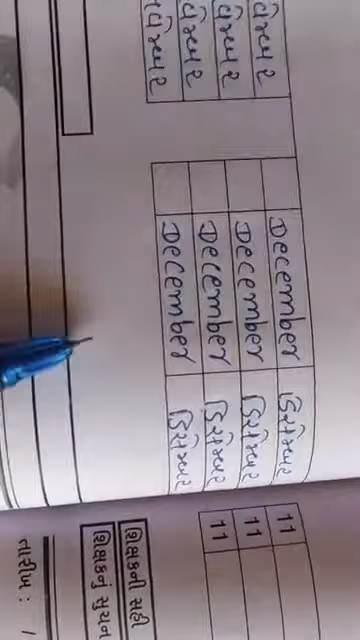 વેમ્બર
વેમ્બર
વેમ્બર
વેમ્બર
December ડિસેમ્બર
December ડિસેમ્બર
December ડિસેમ્બર
December ડિસેમ્બર
11
11
11
શિક્ષકની સહી
શિક્ષકનું સૂચન
તારીખ : /